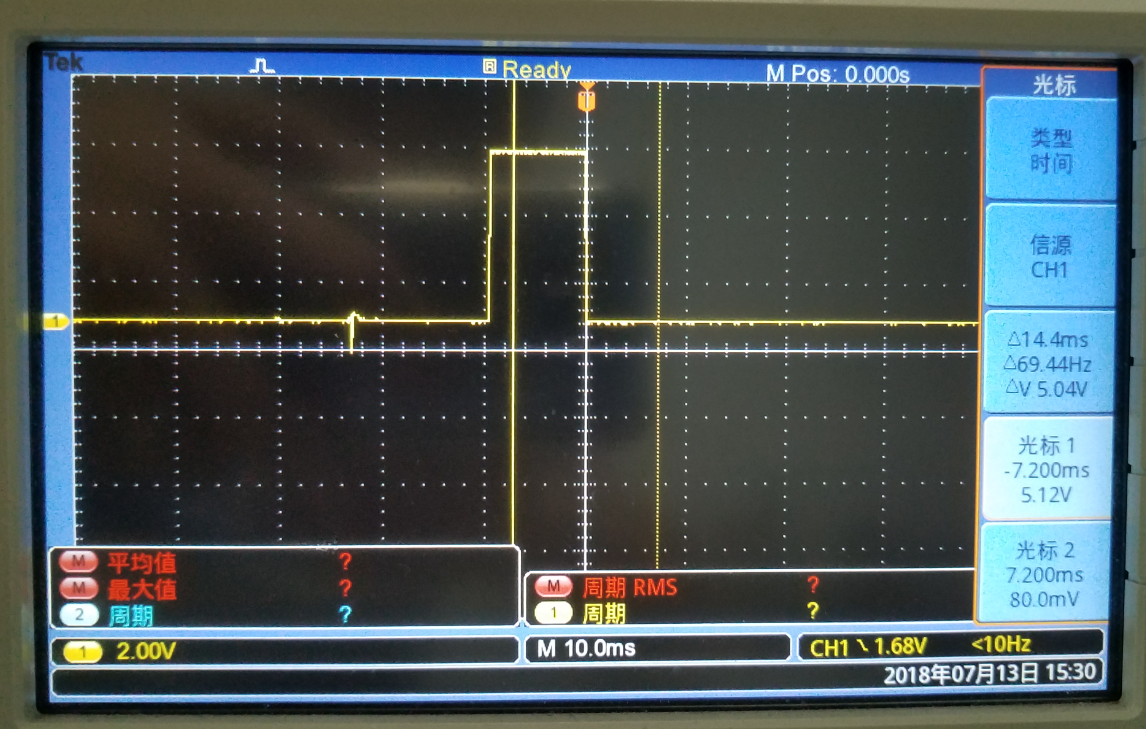 Tek
R Ready
M Pos: 0.000s
T
1
光标
类型
时间
信源
CH1
△14.4ms
△69.44Hz
△V 5.04V
光标 1
-7.200ms
5.12V
光标 2
7.200ms
80.0mV
M 平均值 ?
M 最大值 ?
2 周期 ?
M 周期 RMS ?
1 周期 ?
1 2.00V
M 10.0ms
CH1 \ 1.68V <10Hz
2018年07月13日 15:30